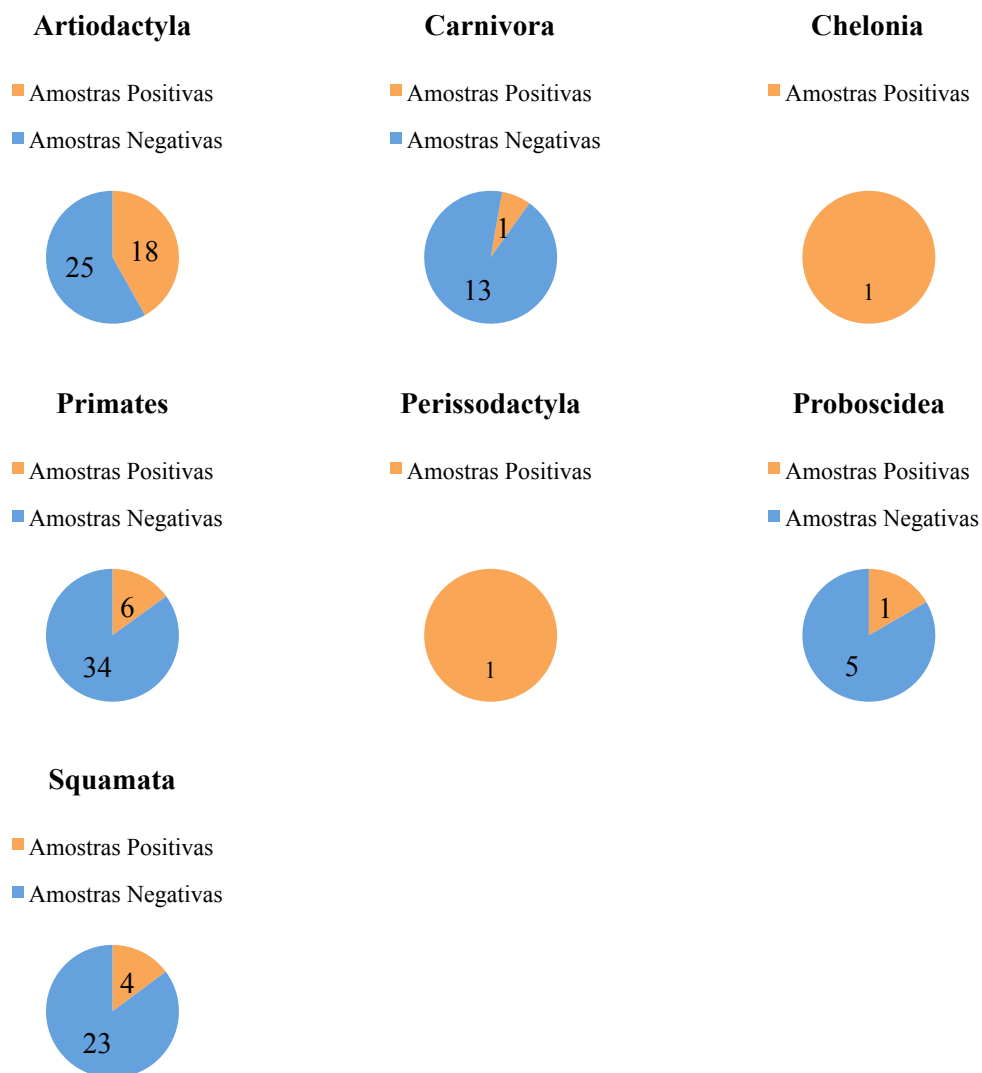 Artiodactyla
Amostras Positivas
Amostras Negativas
18
25
Carnivora
Amostras Positivas
Amostras Negativas
1
13
Chelonia
Amostras Positivas
1
Primates
Amostras Positivas
Amostras Negativas
6
34
Perissodactyla
Amostras Positivas
1
Proboscidea
Amostras Positivas
Amostras Negativas
1
5
Squamata
Amostras Positivas
Amostras Negativas
4
23